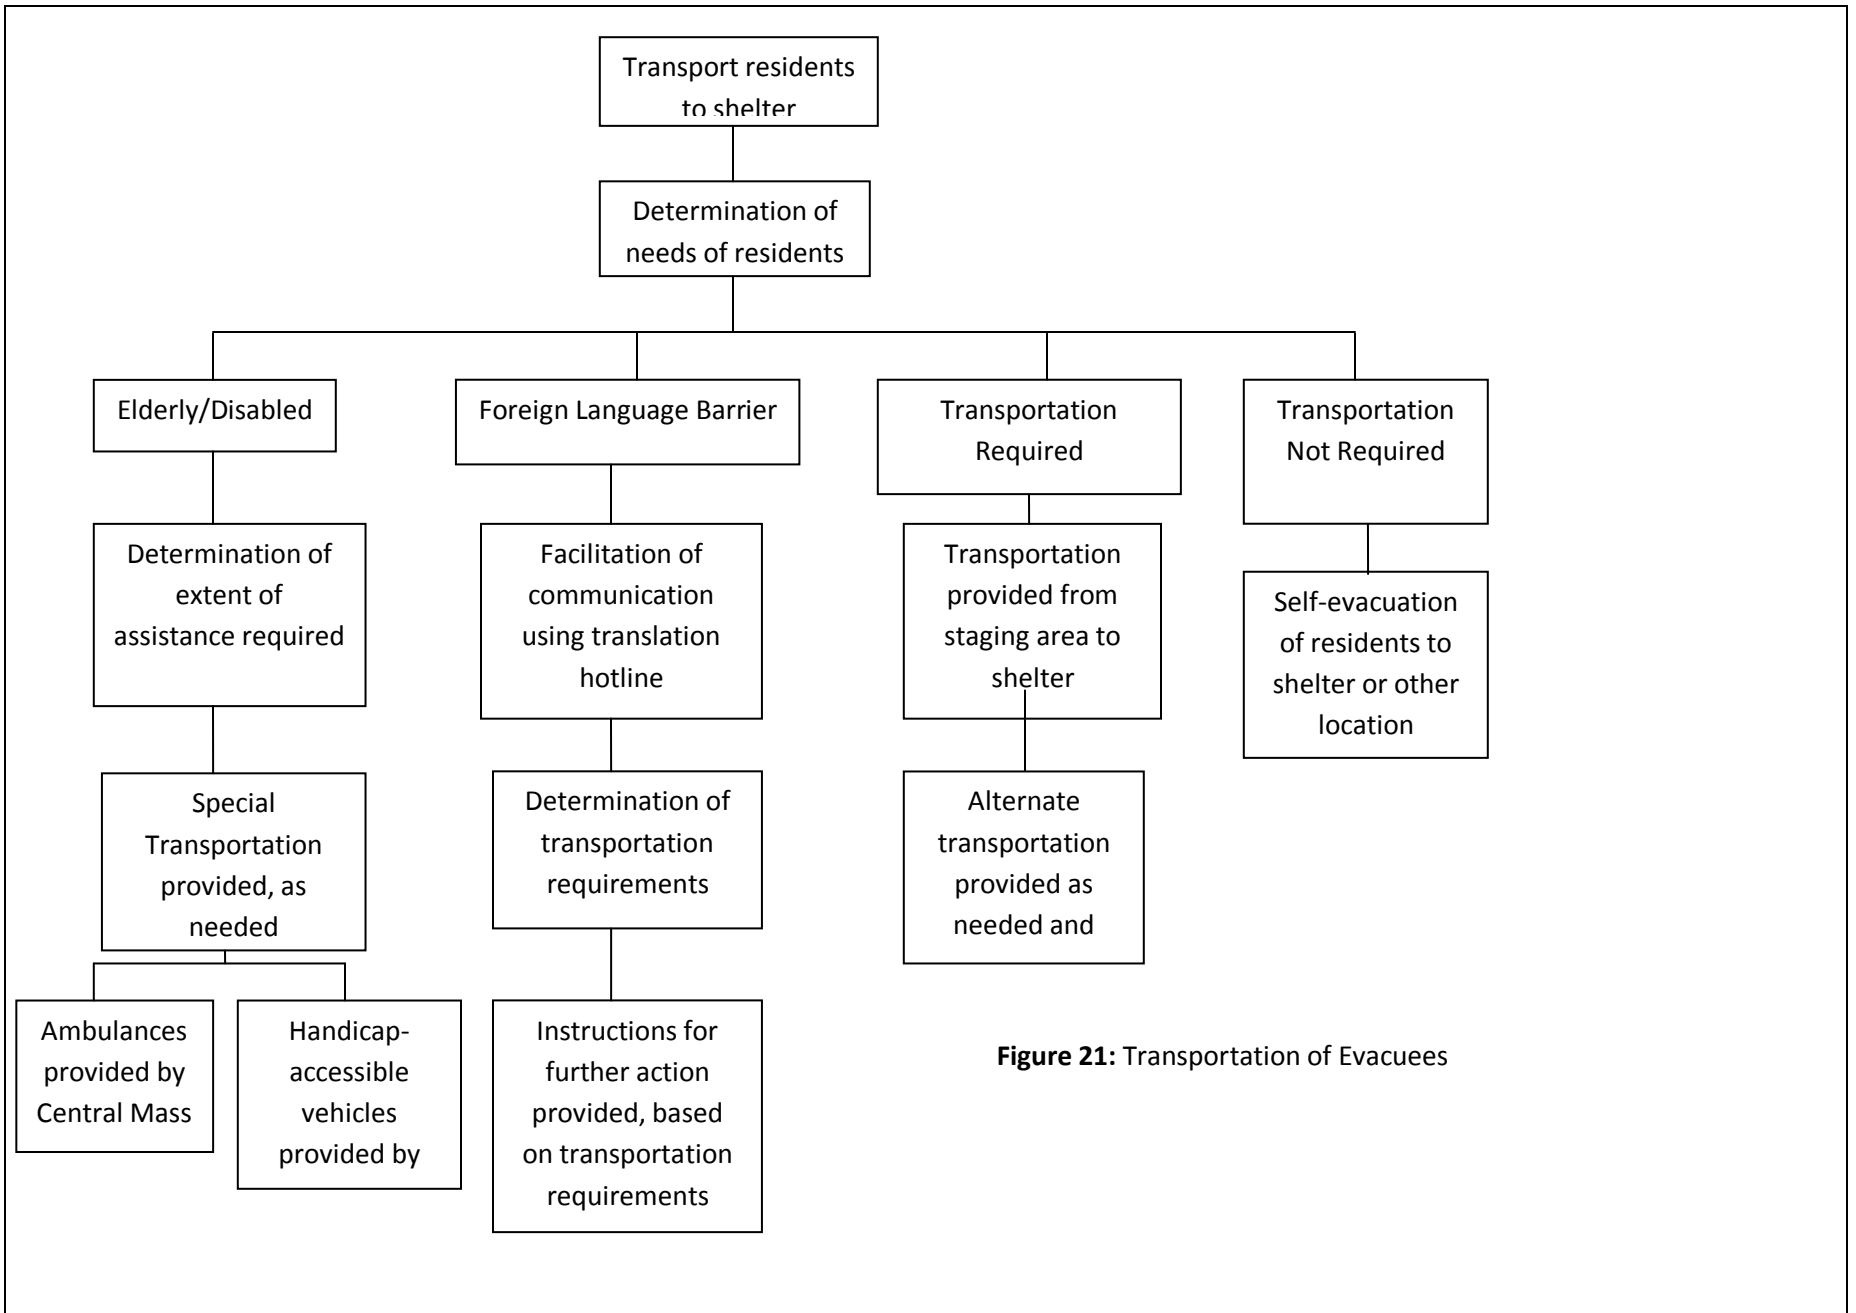 Transport residents
to shelter
Determination of
needs of residents
Elderly/Disabled
Foreign Language Barrier
Transportation
Required
Transportation
Not Required
Determination of
extent of
assistance required
Facilitation of
communication
using translation
hotline
Transportation
provided from
staging area to
shelter
Self-evacuation
of residents to
shelter or other
location
Special
Transportation
provided, as
needed
Determination of
transportation
requirements
Alternate
transportation
provided as
needed and
Ambulances
provided by
Central Mass
Handicap-
accessible
vehicles
provided by
Instructions for
further action
provided, based
on transportation
requirements
Figure 21: Transportation of Evacuees